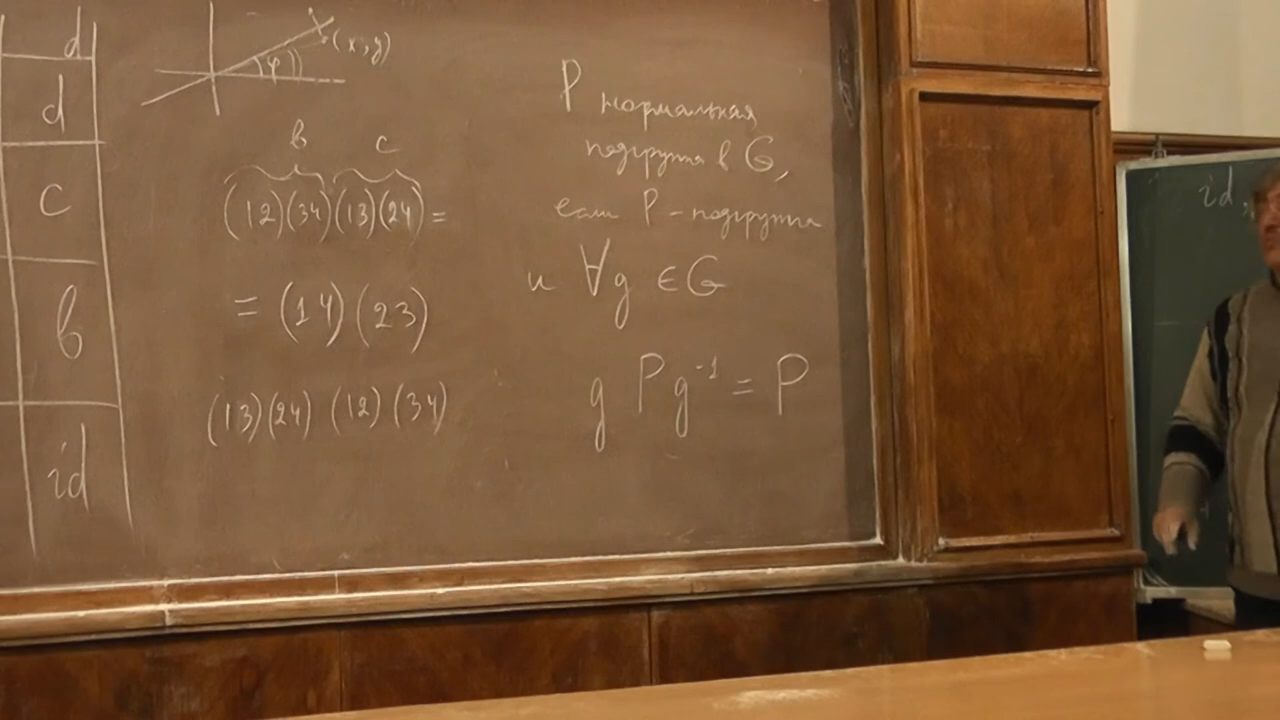 d
d
c
b
id
(x,y)
φ
b c
(12)(34)(13)(24) =
= (14)(23)
(13)(24) (12)(34)
P нормальная
подгруппа в G,
если P - подгруппа
и ∀g ∈ G
g P g⁻¹ = P
id,